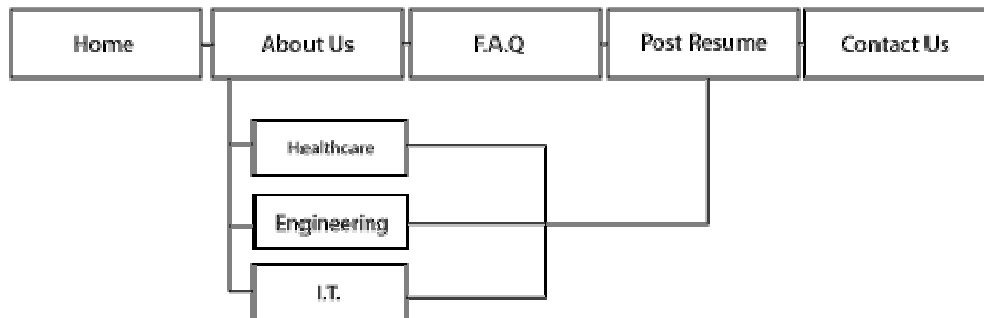 Home
About Us
F.A.Q
Post Resume
Contact Us
Healthcare
Engineering
I.T.